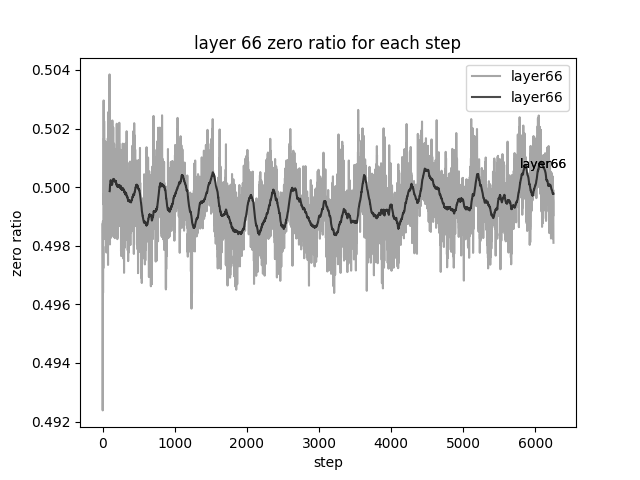 layer 66 zero ratio for each step
0.504
0.502
0.500
0.498
0.496
0.494
0.492
zero ratio
layer66
layer66
layer66
0
1000
2000
3000
4000
5000
6000
step